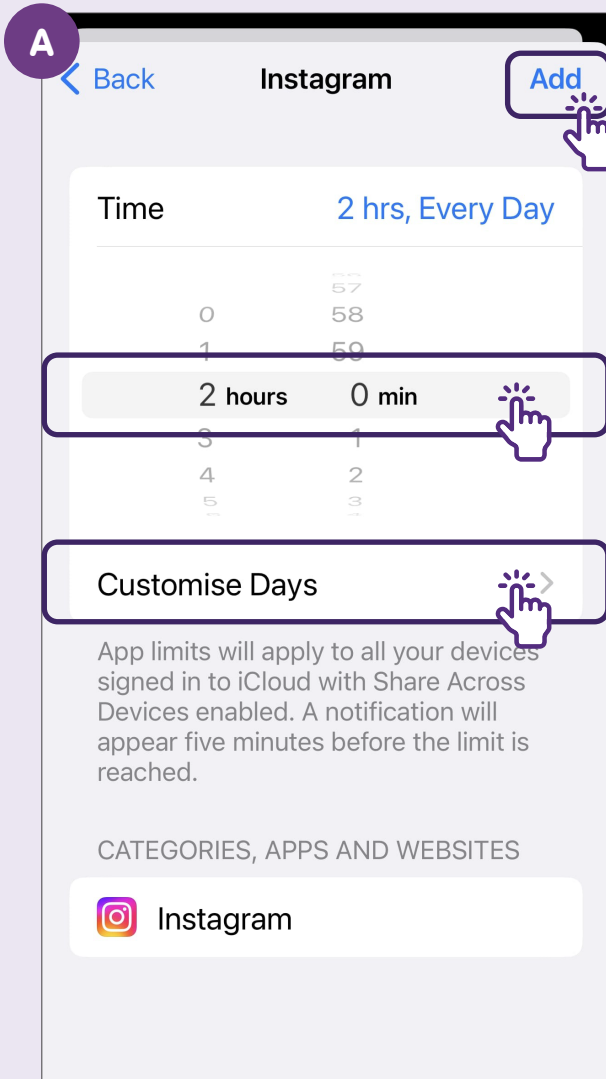 A
Back Instagram Add
Time 2 hrs, Every Day
57
0 58
1 59
2 hours 0 min
3 1
4 2
5 3
Customise Days
App limits will apply to all your devices
signed in to iCloud with Share Across
Devices enabled. A notification will
appear five minutes before the limit is
reached.
CATEGORIES, APPS AND WEBSITES
Instagram